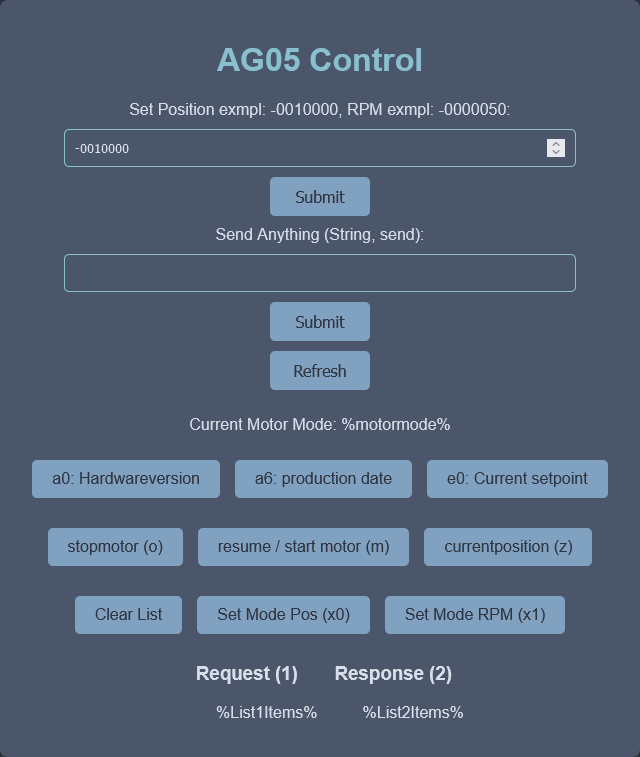 AG05 Control
Set Position exmpl: -0010000, RPM exmpl: -0000050:
-0010000
Submit
Send Anything (String, send):
Submit
Refresh
Current Motor Mode: %motormode%
a0: Hardwareversion a6: production date e0: Current setpoint
stopmotor (o) resume / start motor (m) currentposition (z)
Clear List Set Mode Pos (x0) Set Mode RPM (x1)
Request (1) Response (2)
%List1Items% %List2Items%